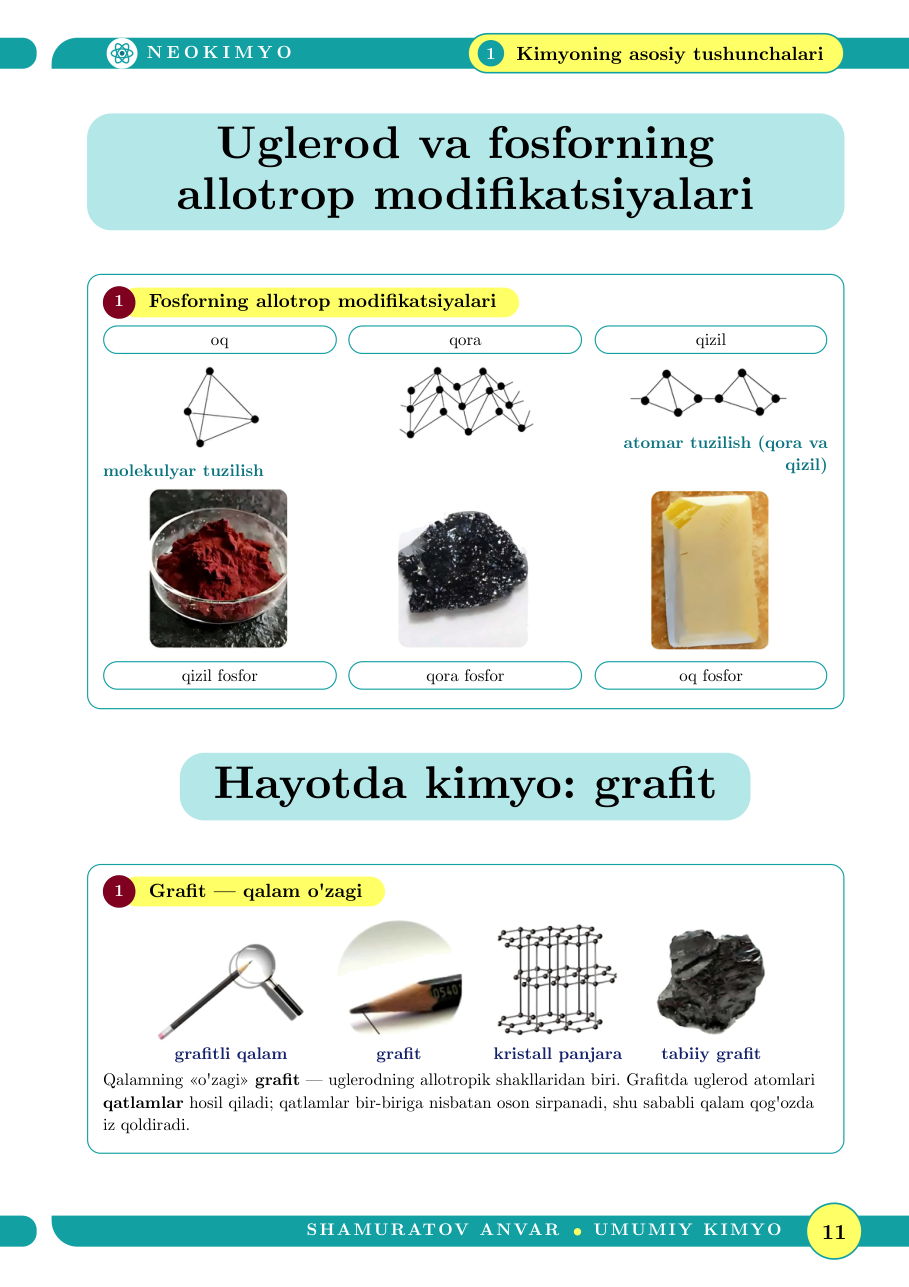 NEOKIMYO
1 Kimyoning asosiy tushunchalari
Uglerod va fosforning
allotrop modifikatsiyalari
1 Fosforning allotrop modifikatsiyalari
oq
qora
qizil
molekulyar tuzilish
atomar tuzilish (qora va
qizil)
qizil fosfor
qora fosfor
oq fosfor
Hayotda kimyo: grafit
1 Grafit — qalam o'zagi
0540
grafitli qalam
grafit
kristall panjara
tabiiy grafit
Qalamning «o'zagi» grafit — uglerodning allotropik shakllaridan biri. Grafitda uglerod atomlari
qatlamlar hosil qiladi; qatlamlar bir-biriga nisbatan oson sirpanadi, shu sababli qalam qog'ozda
iz qoldiradi.
SHAMURATOV ANVAR • UMUMIY KIMYO
11